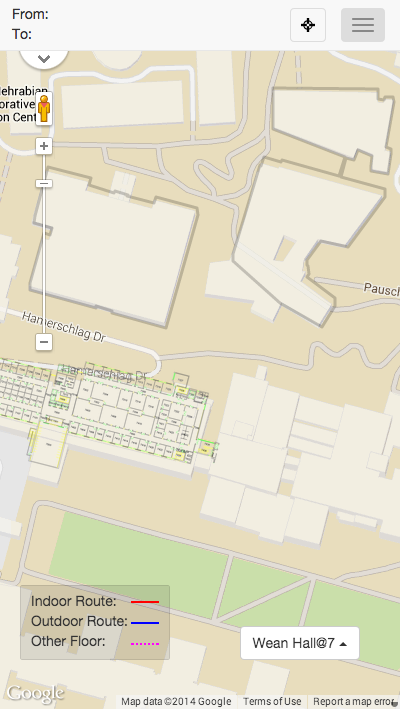 From:
To:
Mehrabian
orative
on Cent
Pausch
Hamerschlag Dr
Hamerschlag Dr
Indoor Route:
Outdoor Route:
Other Floor:
Wean Hall@7
Google
Map data ©2014 Google
Terms of Use
Report a map error